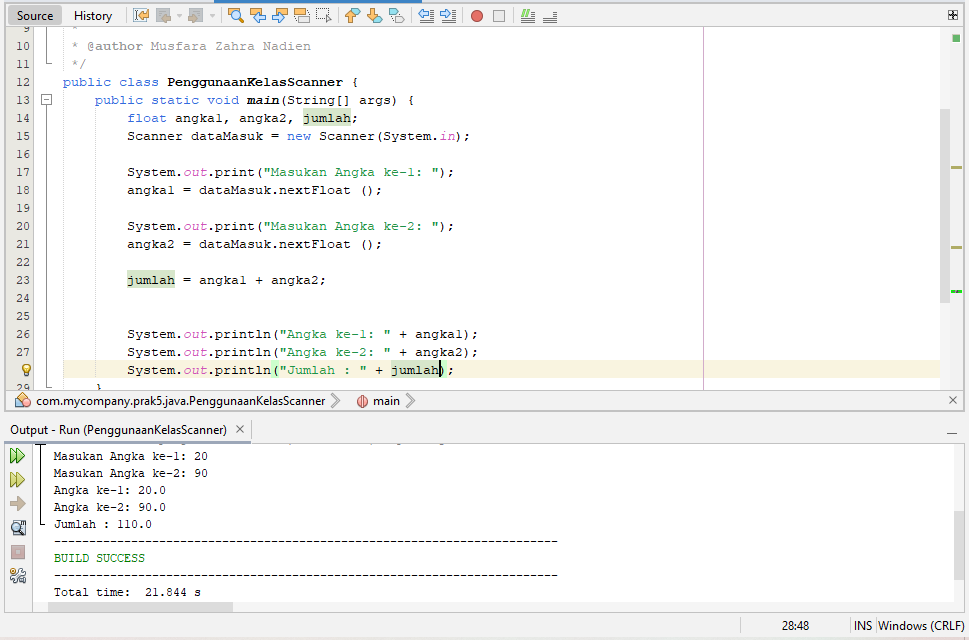 Source History
9 *
10 * @author Musfara Zahra Nadien
11 */
12 public class PenggunaanKelasScanner {
13 public static void main(String[] args) {
14 float angka1, angka2, jumlah;
15 Scanner dataMasuk = new Scanner(System.in);
16
17 System.out.print("Masukan Angka ke-1: ");
18 angka1 = dataMasuk.nextFloat ();
19
20 System.out.print("Masukan Angka ke-2: ");
21 angka2 = dataMasuk.nextFloat ();
22
23 jumlah = angka1 + angka2;
24
25
26 System.out.println("Angka ke-1: " + angka1);
27 System.out.println("Angka ke-2: " + angka2);
System.out.println("Jumlah : " + jumlah);
29 }
com.mycompany.prak5.java.PenggunaanKelasScanner main
Output - Run (PenggunaanKelasScanner)
Masukan Angka ke-1: 20
Masukan Angka ke-2: 90
Angka ke-1: 20.0
Angka ke-2: 90.0
Jumlah : 110.0
------------------------------------------------------------------------
BUILD SUCCESS
------------------------------------------------------------------------
Total time: 21.844 s
28:48 INS Windows (CRLF)